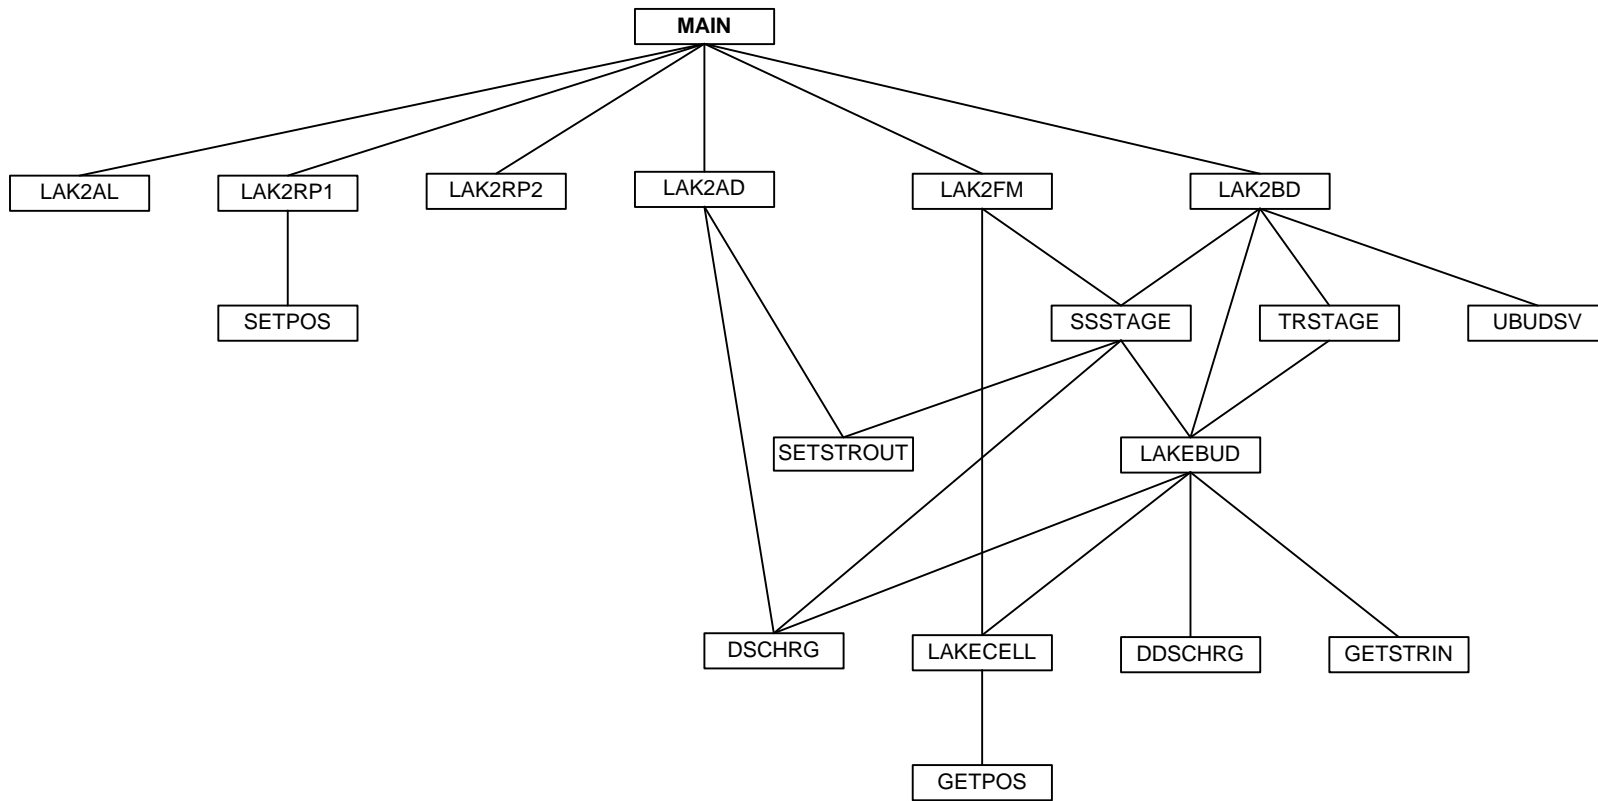 MAIN
LAK2AL
LAK2RP1
LAK2RP2
LAK2AD
LAK2FM
LAK2BD
SETPOS
SSSTAGE
TRSTAGE
UBUDSV
SETSTROUT
LAKEBUD
DSCHRG
LAKECELL
DDSCHRG
GETSTRIN
GETPOS